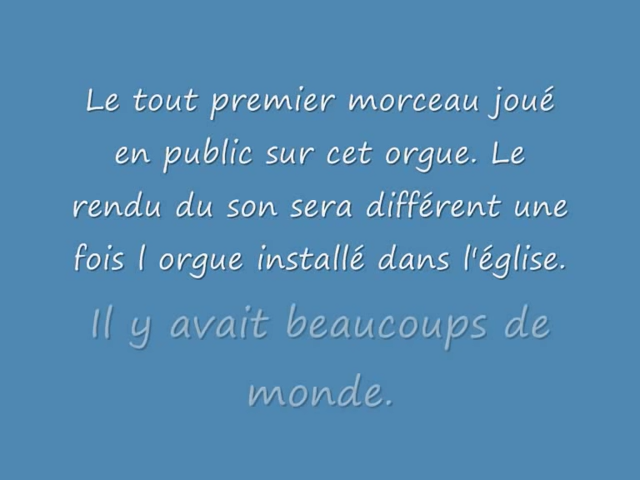 Le tout premier morceau joué
en public sur cet orgue. Le
rendu du son sera différent une
fois l orgue installé dans l'église.
Il y avait beaucoups de
monde.